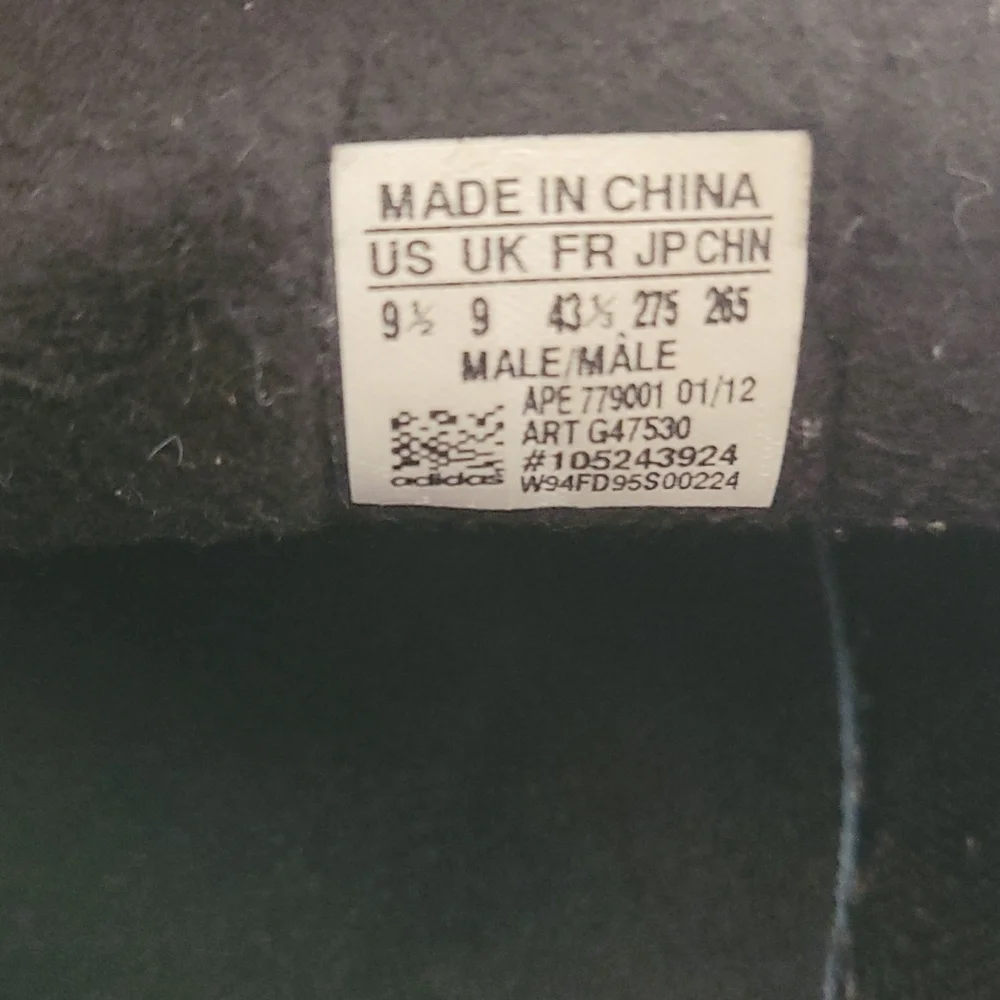 MADE IN CHINA
US UK FR JP CHN
9½ 9 43⅓ 275 265
MALE/MÂLE
APE 779001 01/12
ART G47530
#105243924
adidas W94FD95S00224